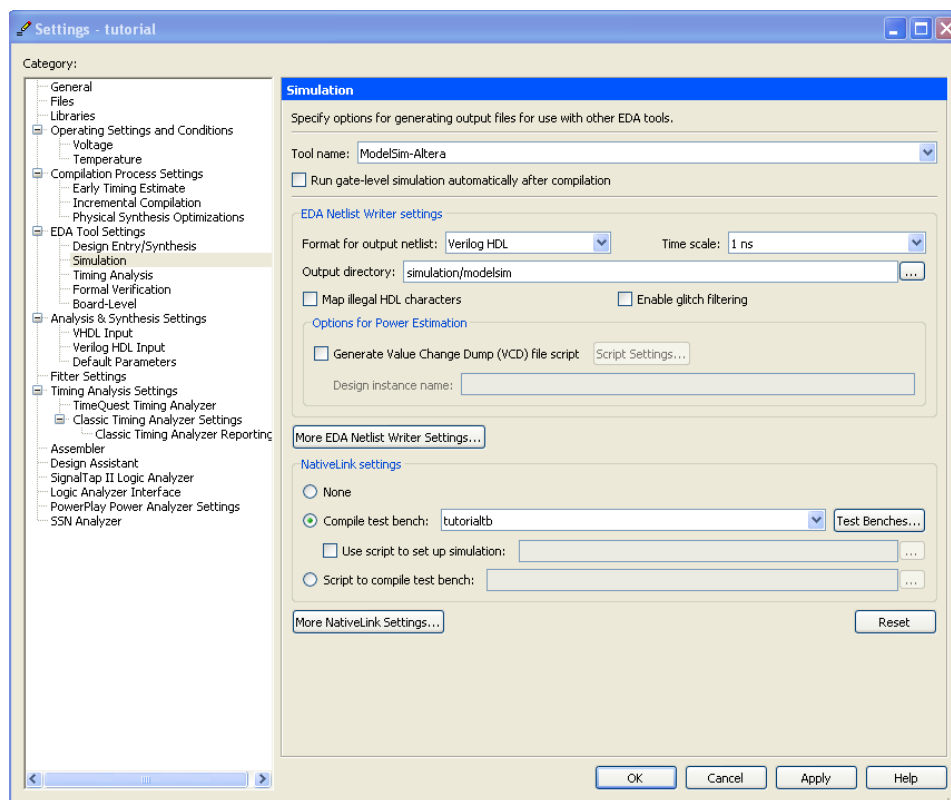 Settings - tutorial
Category:
General
Files
Libraries
Operating Settings and Conditions
Voltage
Temperature
Compilation Process Settings
Early Timing Estimate
Incremental Compilation
Physical Synthesis Optimizations
EDA Tool Settings
Design Entry/Synthesis
Simulation
Timing Analysis
Formal Verification
Board-Level
Analysis & Synthesis Settings
VHDL Input
Verilog HDL Input
Default Parameters
Fitter Settings
Timing Analysis Settings
TimeQuest Timing Analyzer
Classic Timing Analyzer Settings
Classic Timing Analyzer Reporting
Assembler
Design Assistant
SignalTap II Logic Analyzer
Logic Analyzer Interface
PowerPlay Power Analyzer Settings
SSN Analyzer
Simulation
Specify options for generating output files for use with other EDA tools.
Tool name: ModelSim-Altera
Run gate-level simulation automatically after compilation
EDA Netlist Writer settings
Format for output netlist: Verilog HDL Time scale: 1 ns
Output directory: simulation/modelsim ...
Map illegal HDL characters Enable glitch filtering
Options for Power Estimation
Generate Value Change Dump (VCD) file script Script Settings...
Design instance name:
More EDA Netlist Writer Settings...
NativeLink settings
None
Compile test bench: tutorialtb Test Benches...
Use script to set up simulation: ...
Script to compile test bench: ...
More NativeLink Settings... Reset
OK Cancel Apply Help